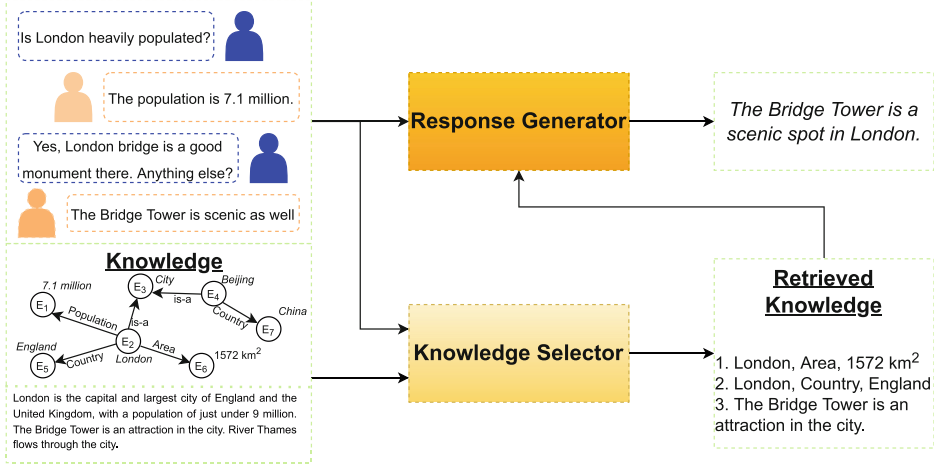 Is London heavily populated?
The population is 7.1 million.
Yes, London bridge is a good
monument there. Anything else?
The Bridge Tower is scenic as well
Knowledge
7.1 million
City
Beijing
E1
E3
is-a
E4
Population
is-a
Country
China
E7
England
E2
Area
1572 km²
E5
Country
London
E6
London is the capital and largest city of England and the
United Kingdom, with a population of just under 9 million.
The Bridge Tower is an attraction in the city. River Thames
flows through the city.
Response Generator
The Bridge Tower is a
scenic spot in London.
Knowledge Selector
Retrieved
Knowledge
1. London, Area, 1572 km²
2. London, Country, England
3. The Bridge Tower is an
attraction in the city.